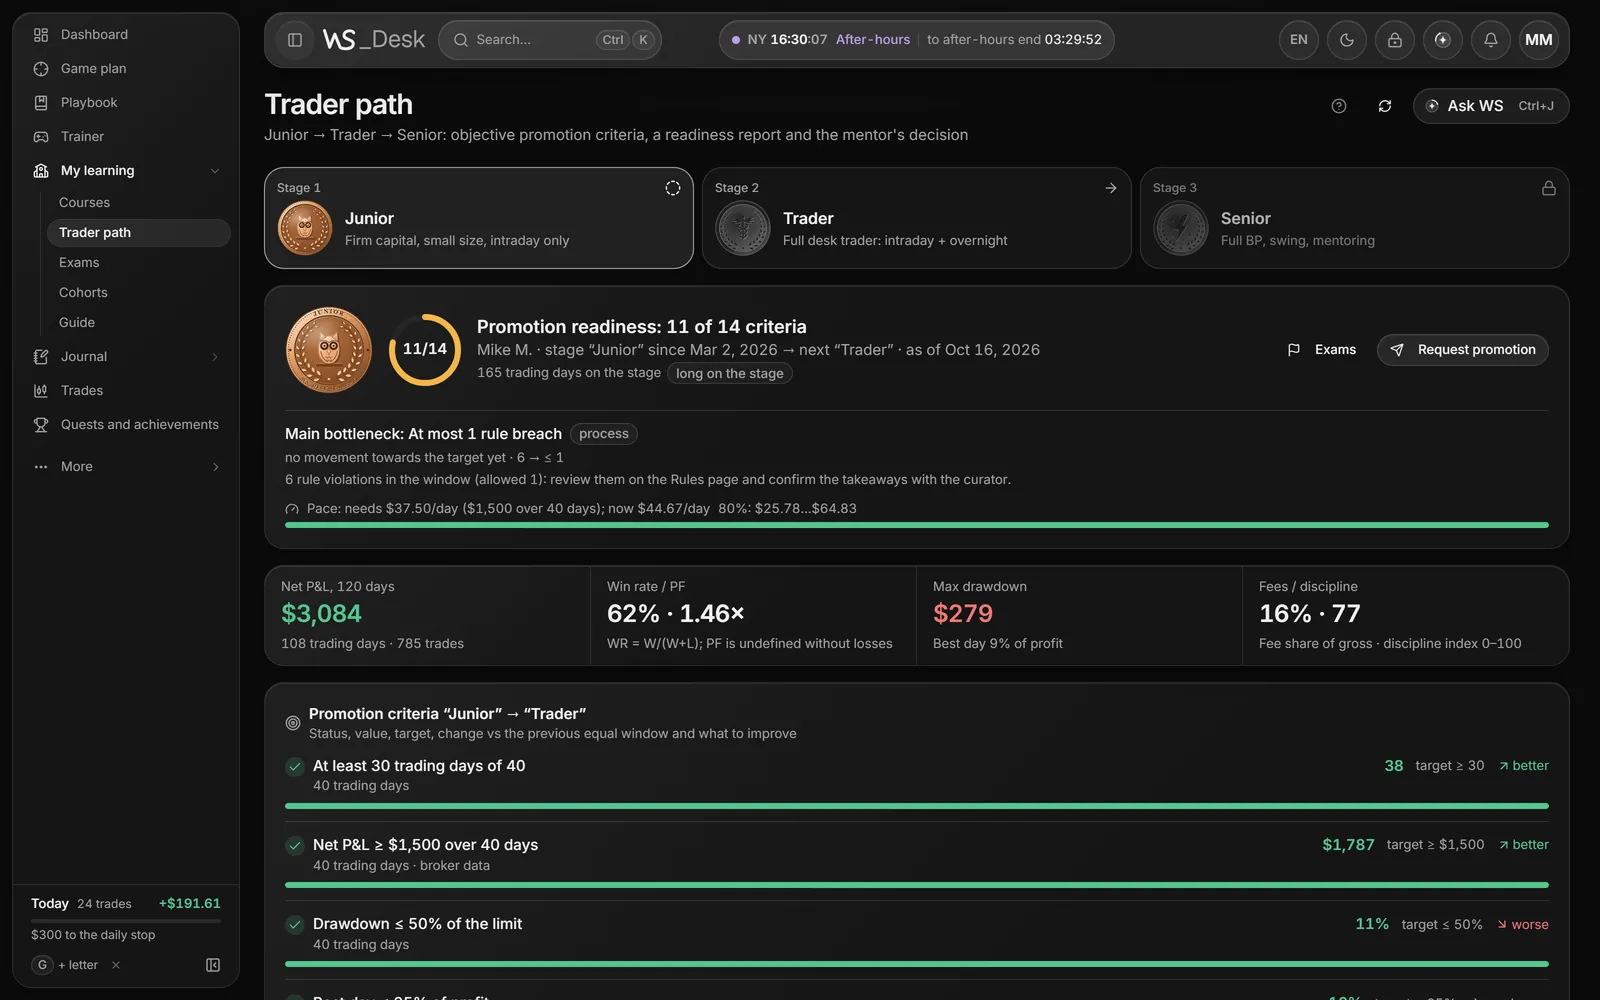 Dashboard
Game plan
Playbook
Trainer
My learning
Courses
Trader path
Exams
Cohorts
Guide
Journal
Trades
Quests and achievements
More
Today 24 trades +$191.61
$300 to the daily stop
G + letter ×
WS_Desk
Search... Ctrl K
NY 16:30:07 After-hours to after-hours end 03:29:52
EN
MM
Trader path
Junior → Trader → Senior: objective promotion criteria, a readiness report and the mentor's decision
Ask WS Ctrl+J
Stage 1
Junior
Firm capital, small size, intraday only
Stage 2
Trader
Full desk trader: intraday + overnight
Stage 3
Senior
Full BP, swing, mentoring
JUNIOR
11/14
Promotion readiness: 11 of 14 criteria
Mike M. · stage “Junior” since Mar 2, 2026 → next “Trader” · as of Oct 16, 2026
165 trading days on the stage long on the stage
Exams
Request promotion
Main bottleneck: At most 1 rule breach process
no movement towards the target yet · 6 → ≤ 1
6 rule violations in the window (allowed 1): review them on the Rules page and confirm the takeaways with the curator.
Pace: needs $37.50/day ($1,500 over 40 days); now $44.67/day 80%: $25.78...$64.83
Net P&L, 120 days
$3,084
108 trading days · 785 trades
Win rate / PF
62% · 1.46×
WR = W/(W+L); PF is undefined without losses
Max drawdown
$279
Best day 9% of profit
Fees / discipline
16% · 77
Fee share of gross · discipline index 0–100
Promotion criteria “Junior” → “Trader”
Status, value, target, change vs the previous equal window and what to improve
At least 30 trading days of 40
40 trading days
38 target ≥ 30 ↗ better
Net P&L ≥ $1,500 over 40 days
40 trading days · broker data
$1,787 target ≥ $1,500 ↗ better
Drawdown ≤ 50% of the limit
40 trading days
11% target ≤ 50% ↘ worse